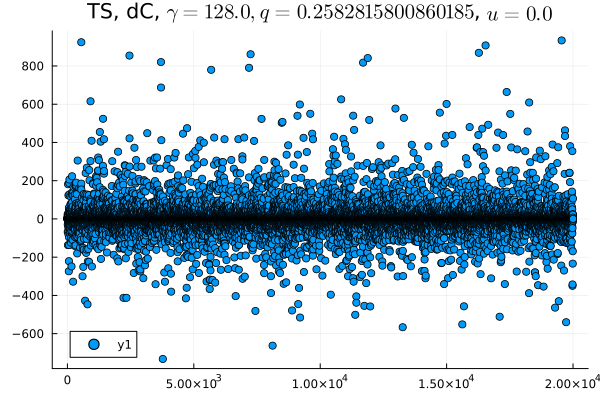 TS, dC, γ = 128.0, q = 0.2582815800860185, u = 0.0
800
600
400
200
0
−200
−400
−600
y1
0 5.00×10³ 1.00×10⁴ 1.50×10⁴ 2.00×10⁴